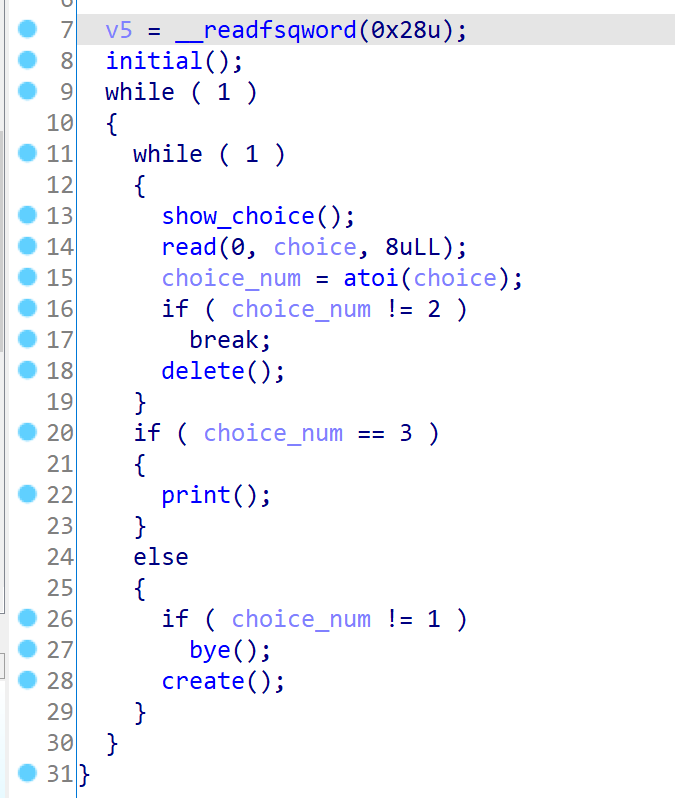 7 v5 = __readfsqword(0x28u);
8 initial();
9 while ( 1 )
10 {
11 while ( 1 )
12 {
13 show_choice();
14 read(0, choice, 8uLL);
15 choice_num = atoi(choice);
16 if ( choice_num != 2 )
17 break;
18 delete();
19 }
20 if ( choice_num == 3 )
21 {
22 print();
23 }
24 else
25 {
26 if ( choice_num != 1 )
27 bye();
28 create();
29 }
30 }
31 }